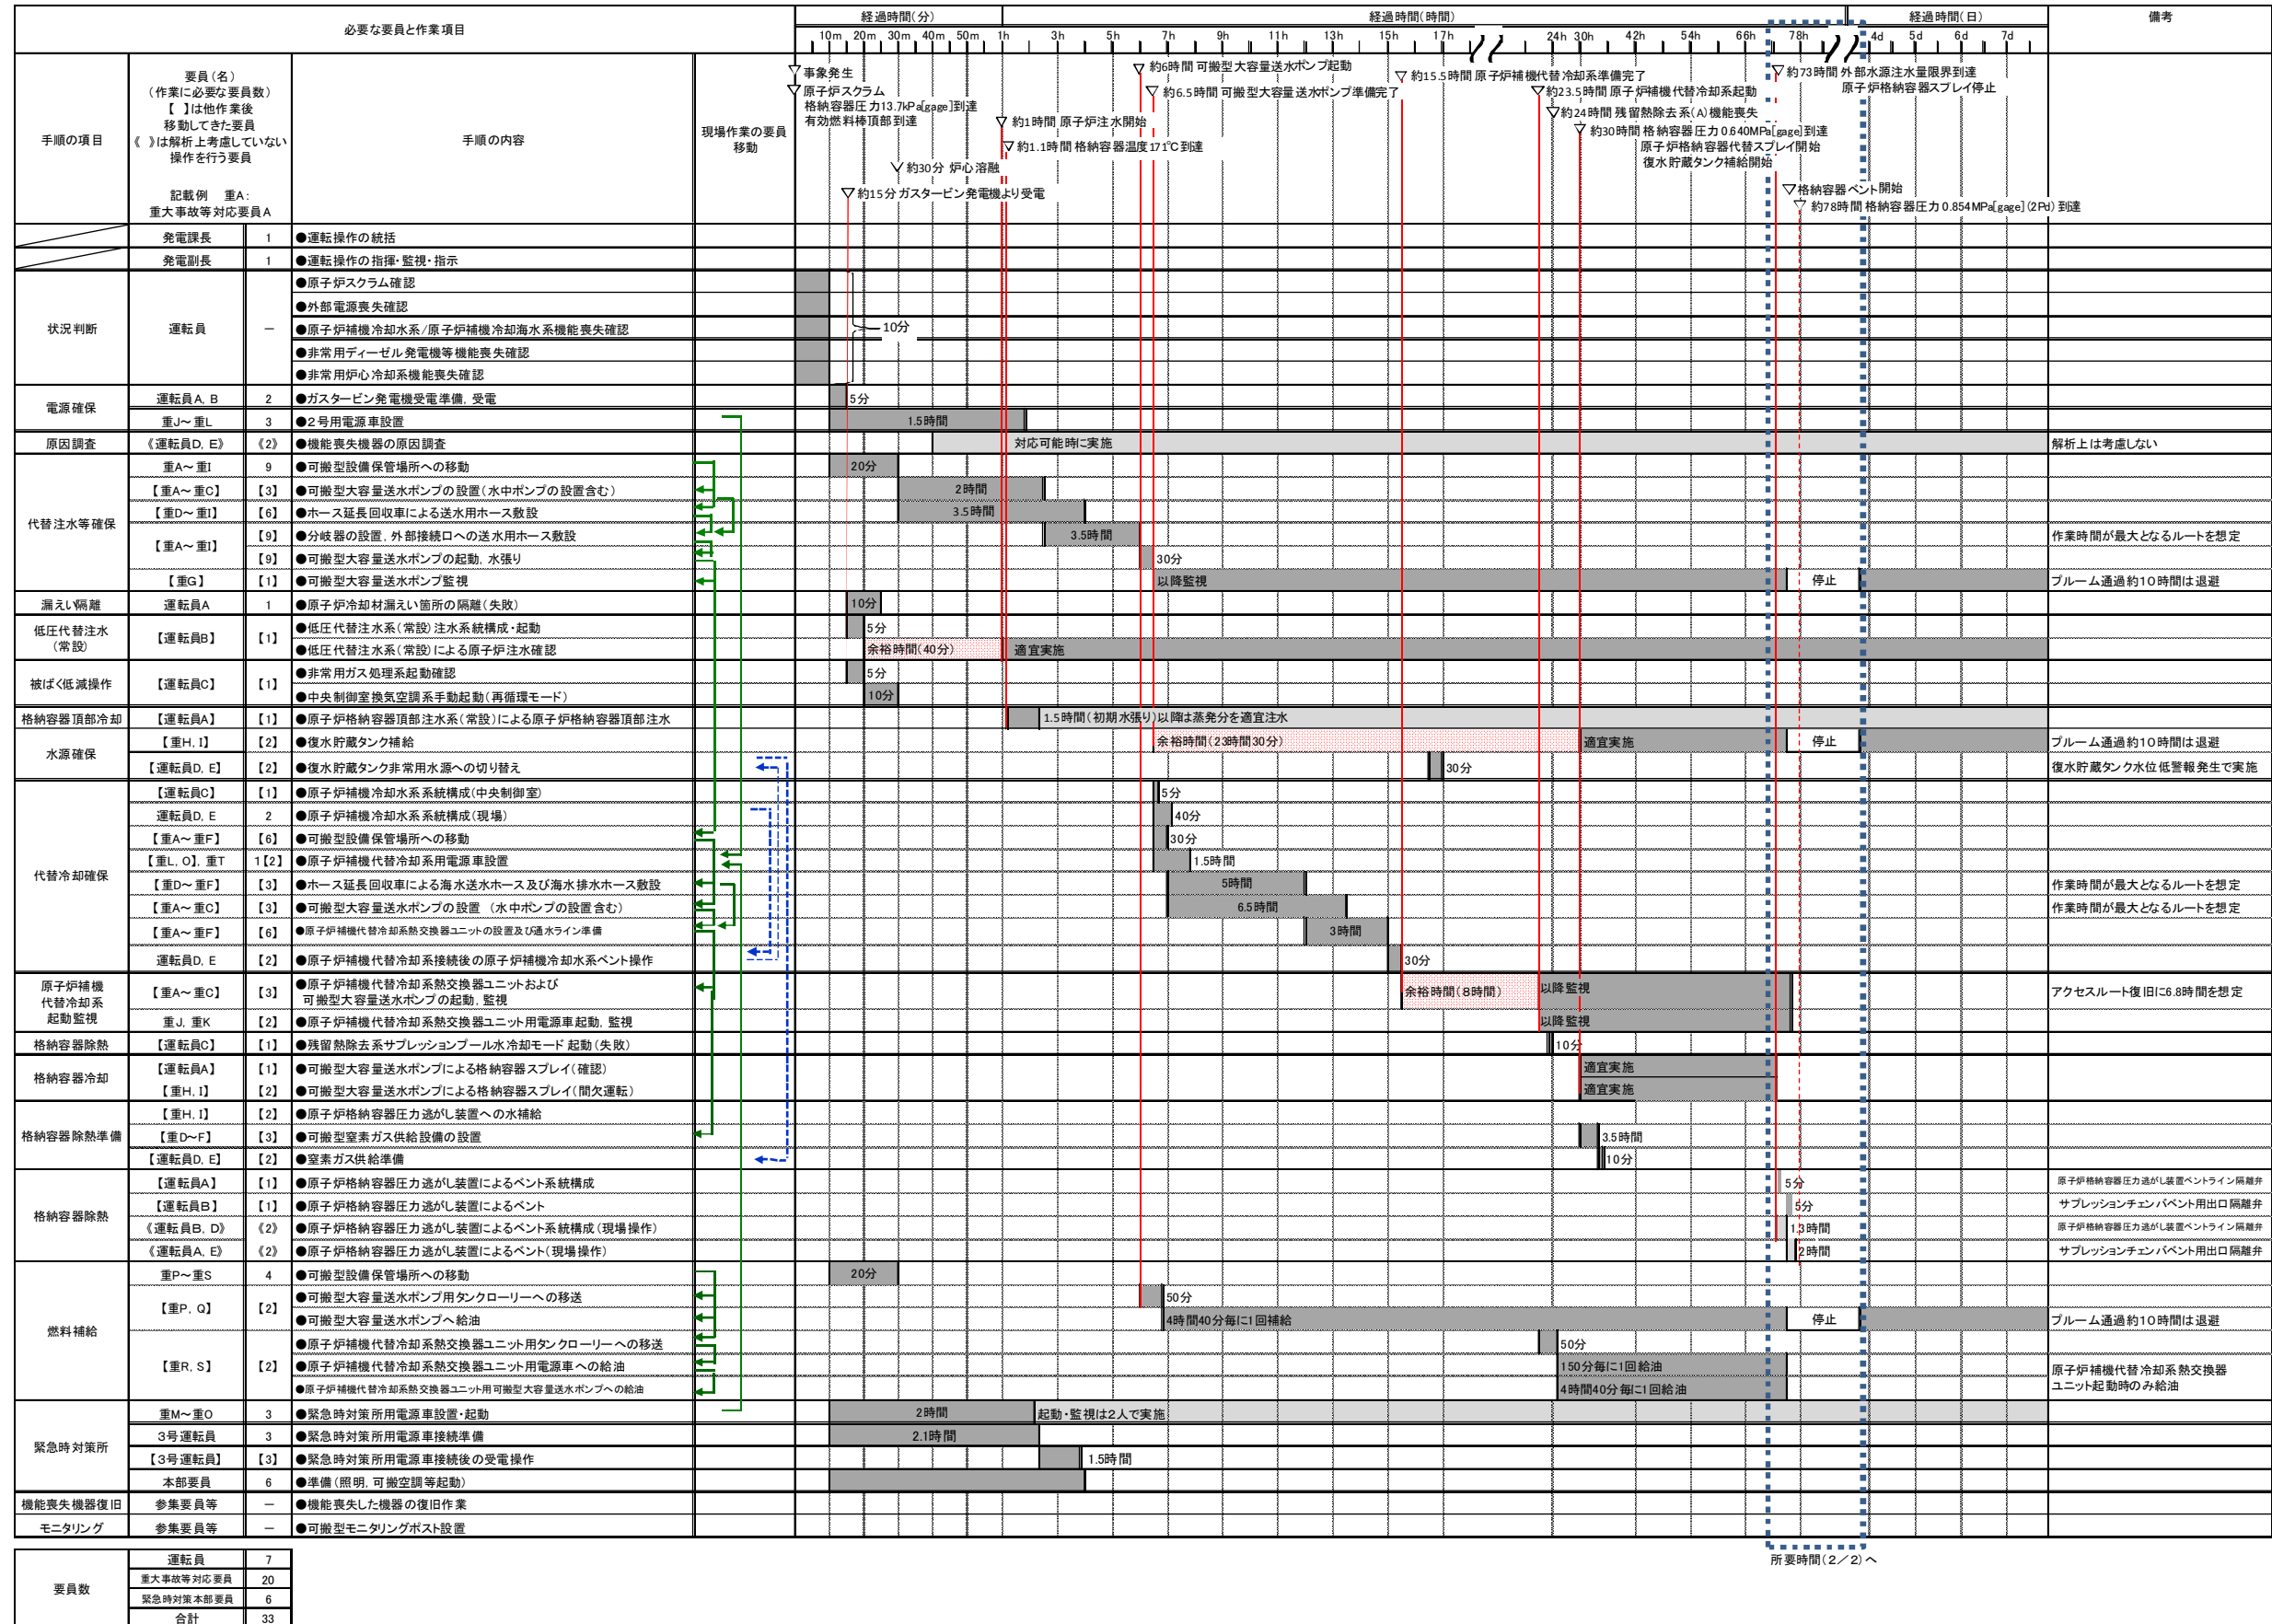 必要な要員と作業項目
経過時間(分)
経過時間(時間)
経過時間(日)
備考
10m 20m 30m 40m 50m 1h 3h 5h 7h 9h 11h 13h 15h 17h 24h 30h 42h 54h 66h 78h 4d 5d 6d 7d
手順の項目
要員(名)
(作業に必要な要員数)
【 】は他作業後
移動してきた要員
《 》は解析上考慮していない
操作を行う要員
記載例 重A:
重大事故等対応要員A
手順の内容
現場作業の要員
移動
▽事象発生
▽原子炉スクラム
格納容器圧力13.7kPa[gage]到達
有効燃料棒頂部到達
▽約15分 ガスタービン発電機より受電
▽約30分 炉心溶融
▽約1時間 原子炉注水開始
▽約1.1時間 格納容器温度171℃到達
▽約6時間 可搬型大容量送水ポンプ起動
▽約6.5時間 可搬型大容量送水ポンプ準備完了
▽約15.5時間 原子炉補機代替冷却系準備完了
▽約23.5時間 原子炉補機代替冷却系起動
▽約24時間 残留熱除去系(A)機能喪失
▽約30時間 格納容器圧力0.640MPa[gage]到達
原子炉格納容器代替スプレイ開始
復水貯蔵タンク補給開始
▽約73時間 外部水源注水量限界到達
原子炉格納容器スプレイ停止
▽格納容器ベント開始
▽約78時間 格納容器圧力0.854MPa[gage](2Pd)到達
発電課長 1 ●運転操作の統括
発電副長 1 ●運転操作の指揮・監視・指示
状況判断 運転員 － ●原子炉スクラム確認
●外部電源喪失確認
●原子炉補機冷却水系/原子炉補機冷却海水系機能喪失確認 10分
●非常用ディーゼル発電機等機能喪失確認
●非常用炉心冷却系機能喪失確認
電源確保 運転員A, B 2 ●ガスタービン発電機受電準備, 受電 5分
重J～重L 3 ●2号用電源車設置 1.5時間
原因調査 《運転員D, E》 《2》 ●機能喪失機器の原因調査 対応可能時に実施 解析上は考慮しない
代替注水等確保 重A～重I 9 ●可搬型設備保管場所への移動 20分
【重A～重C】 【3】 ●可搬型大容量送水ポンプの設置(水中ポンプの設置含む) 2時間
【重D～重I】 【6】 ●ホース延長回収車による送水用ホース敷設 3.5時間
【重A～重I】 【9】 ●分岐器の設置, 外部接続口への送水用ホース敷設 3.5時間 作業時間が最大となるルートを想定
【9】 ●可搬型大容量送水ポンプの起動, 水張り 30分
【重G】 【1】 ●可搬型大容量送水ポンプ監視 以降監視 停止 プルーム通過約10時間は退避
漏えい隔離 運転員A 1 ●原子炉冷却材漏えい箇所の隔離(失敗) 10分
低圧代替注水
(常設) 【運転員B】 【1】 ●低圧代替注水系(常設)注水系統構成・起動 5分
●低圧代替注水系(常設)による原子炉注水確認 余裕時間(40分) 適宜実施
被ばく低減操作 【運転員C】 【1】 ●非常用ガス処理系起動確認 5分
●中央制御室換気空調系手動起動(再循環モード) 10分
格納容器頂部冷却 【運転員A】 【1】 ●原子炉格納容器頂部注水系(常設)による原子炉格納容器頂部注水 1.5時間(初期水張り)以降は蒸発分を適宜注水
水源確保 【重H, I】 【2】 ●復水貯蔵タンク補給 余裕時間(23時間30分) 適宜実施 停止 プルーム通過約10時間は退避
【運転員D, E】 【2】 ●復水貯蔵タンク非常用水源への切り替え 30分 復水貯蔵タンク水位低警報発生で実施
代替冷却確保 【運転員C】 【1】 ●原子炉補機冷却水系系統構成(中央制御室) 5分
運転員D, E 2 ●原子炉補機冷却水系系統構成(現場) 40分
【重A～重F】 【6】 ●可搬型設備保管場所への移動 30分
【重L, O】, 重T 1【2】 ●原子炉補機代替冷却系用電源車設置 1.5時間
【重D～重F】 【3】 ●ホース延長回収車による海水送水ホース及び海水排水ホース敷設 5時間 作業時間が最大となるルートを想定
【重A～重C】 【3】 ●可搬型大容量送水ポンプの設置 (水中ポンプの設置含む) 6.5時間 作業時間が最大となるルートを想定
【重A～重F】 【6】 ●原子炉補機代替冷却系熱交換器ユニットの設置及び通水ライン準備 3時間
運転員D, E 【2】 ●原子炉補機代替冷却系接続後の原子炉補機冷却水系ベント操作 30分
原子炉補機
代替冷却系
起動監視 【重A～重C】 【3】 ●原子炉補機代替冷却系熱交換器ユニットおよび
可搬型大容量送水ポンプの起動, 監視 余裕時間(8時間) 以降監視 アクセスルート復旧に6.8時間を想定
重J, 重K 【2】 ●原子炉補機代替冷却系熱交換器ユニット用電源車起動, 監視 以降監視
格納容器除熱 【運転員C】 【1】 ●残留熱除去系サプレッションプール水冷却モード 起動(失敗) 10分
格納容器冷却 【運転員A】 【1】 ●可搬型大容量送水ポンプによる格納容器スプレイ(確認) 適宜実施
【重H, I】 【2】 ●可搬型大容量送水ポンプによる格納容器スプレイ(間欠運転) 適宜実施
格納容器除熱準備 【重H, I】 【2】 ●原子炉格納容器圧力逃がし装置への水補給
【重D～F】 【3】 ●可搬型窒素ガス供給設備の設置 3.5時間
【運転員D, E】 【2】 ●窒素ガス供給準備 10分
格納容器除熱 【運転員A】 【1】 ●原子炉格納容器圧力逃がし装置によるベント系統構成 5分 原子炉格納容器圧力逃がし装置ベントライン隔離弁
【運転員B】 【1】 ●原子炉格納容器圧力逃がし装置によるベント 5分 サプレッションチェンバベント用出口隔離弁
《運転員B, D》 《2》 ●原子炉格納容器圧力逃がし装置によるベント系統構成(現場操作) 1.3時間 原子炉格納容器圧力逃がし装置ベントライン隔離弁
《運転員A, E》 《2》 ●原子炉格納容器圧力逃がし装置によるベント(現場操作) 2時間 サプレッションチェンバベント用出口隔離弁
燃料補給 重P～重S 4 ●可搬型設備保管場所への移動 20分
【重P, Q】 【2】 ●可搬型大容量送水ポンプ用タンクローリーへの移送 50分
●可搬型大容量送水ポンプへ給油 4時間40分毎に1回補給 停止 プルーム通過約10時間は退避
【重R, S】 【2】 ●原子炉補機代替冷却系熱交換器ユニット用タンクローリーへの移送 50分
●原子炉補機代替冷却系熱交換器ユニット用電源車への給油 150分毎に1回給油 原子炉補機代替冷却系熱交換器
ユニット起動時のみ給油
●原子炉補機代替冷却系熱交換器ユニット用可搬型大容量送水ポンプへの給油 4時間40分毎に1回給油
緊急時対策所 重M～重O 3 ●緊急時対策所用電源車設置・起動 2時間 起動・監視は2人で実施
3号運転員 3 ●緊急時対策所用電源車接続準備 2.1時間
【3号運転員】 【3】 ●緊急時対策所用電源車接続後の受電操作 1.5時間
本部要員 6 ●準備(照明, 可搬空調等起動)
機能喪失機器復旧 参集要員等 － ●機能喪失した機器の復旧作業
モニタリング 参集要員等 － ●可搬型モニタリングポスト設置
所要時間(2／2)へ
要員数 運転員 7
重大事故等対応要員 20
緊急時対策本部要員 6
合計 33